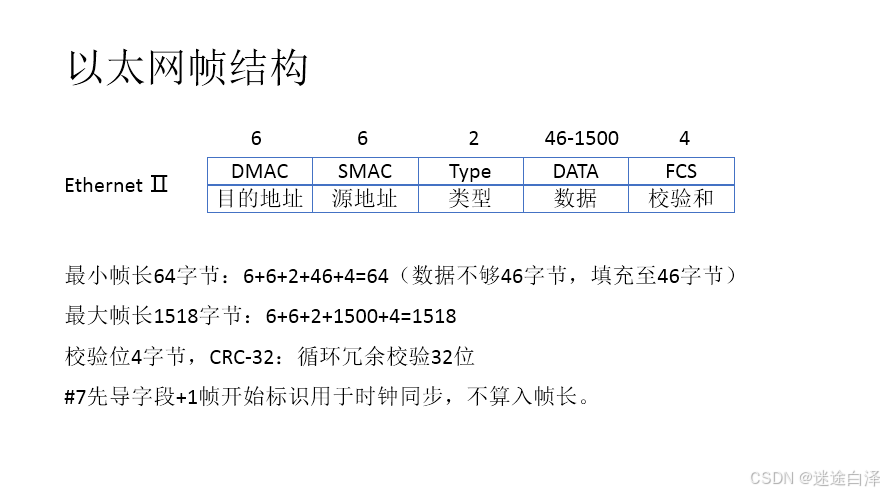 以太网帧结构
6 6 2 46-1500 4
Ethernet Ⅱ
DMAC SMAC Type DATA FCS
目的地址 源地址 类型 数据 校验和
最小帧长64字节：6+6+2+46+4=64（数据不够46字节，填充至46字节）
最大帧长1518字节：6+6+2+1500+4=1518
校验位4字节，CRC-32：循环冗余校验32位
#7先导字段+1帧开始标识用于时钟同步，不算入帧长。
CSDN @迷途白泽